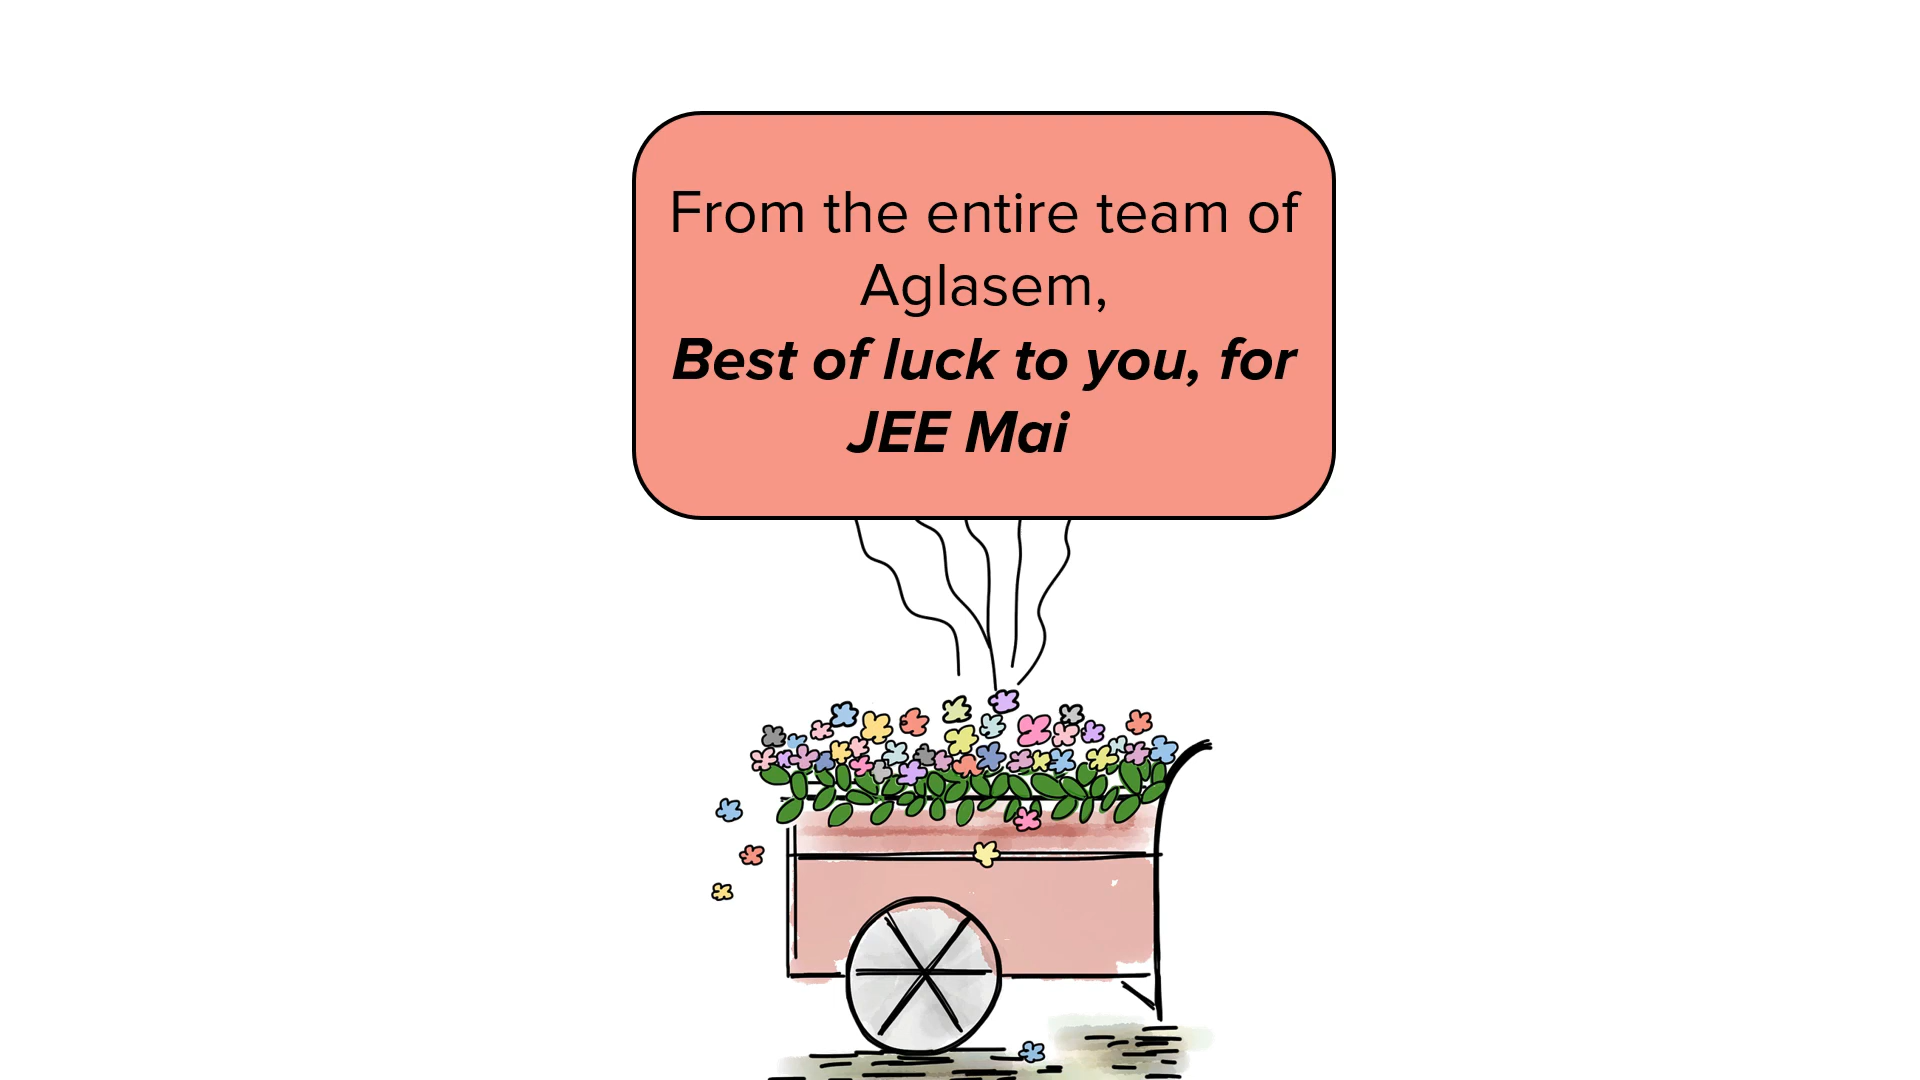 From the entire team of
Aglasem,
Best of luck to you, for
JEE Mai